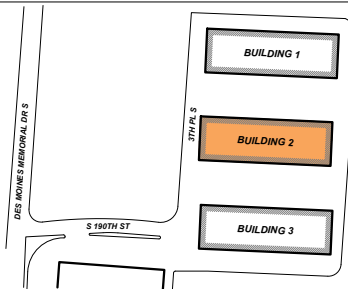 BUILDING 1
3TH PL S
BUILDING 2
DES MOINES MEMORIAL DR S
S 190TH ST
BUILDING 3